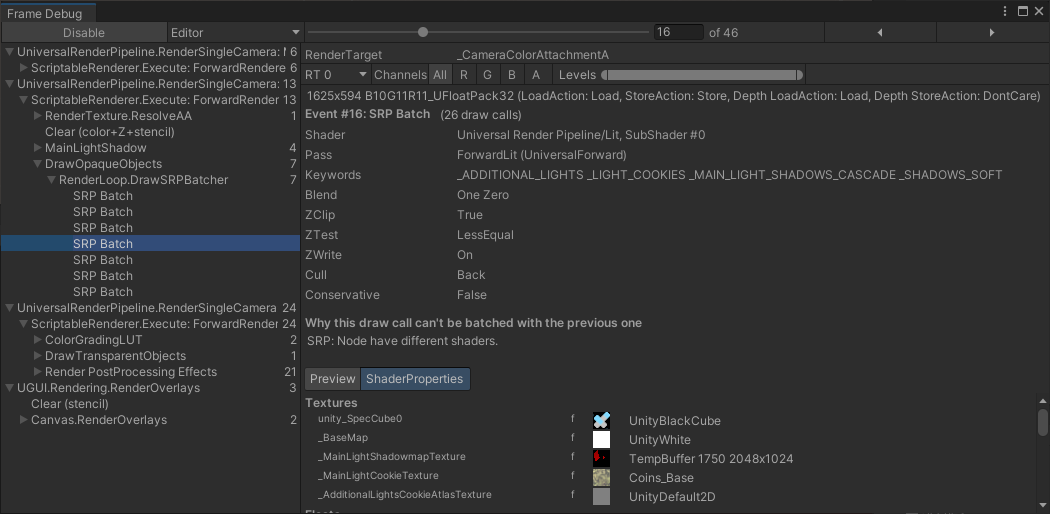 Frame Debug
Disable Editor 16 of 46
UniversalRenderPipeline.RenderSingleCamera: M 6
ScriptableRenderer.Execute: ForwardRendere 6
UniversalRenderPipeline.RenderSingleCamera: 13
ScriptableRenderer.Execute: ForwardRender 13
RenderTexture.ResolveAA 1
Clear (color+Z+stencil)
MainLightShadow 4
DrawOpaqueObjects 7
RenderLoop.DrawSRPBatcher 7
SRP Batch
SRP Batch
SRP Batch
SRP Batch
SRP Batch
SRP Batch
SRP Batch
UniversalRenderPipeline.RenderSingleCamera 24
ScriptableRenderer.Execute: ForwardRender 24
ColorGradingLUT 2
DrawTransparentObjects 1
Render PostProcessing Effects 21
UGUI.Rendering.RenderOverlays 3
Clear (stencil)
Canvas.RenderOverlays 2
RenderTarget _CameraColorAttachmentA
RT 0 Channels All R G B A Levels
1625x594 B10G11R11_UFloatPack32 (LoadAction: Load, StoreAction: Store, Depth LoadAction: Load, Depth StoreAction: DontCare)
Event #16: SRP Batch (26 draw calls)
Shader Universal Render Pipeline/Lit, SubShader #0
Pass ForwardLit (UniversalForward)
Keywords _ADDITIONAL_LIGHTS _LIGHT_COOKIES _MAIN_LIGHT_SHADOWS_CASCADE _SHADOWS_SOFT
Blend One Zero
ZClip True
ZTest LessEqual
ZWrite On
Cull Back
Conservative False
Why this draw call can't be batched with the previous one
SRP: Node have different shaders.
Preview ShaderProperties
Textures
unity_SpecCube0 f UnityBlackCube
_BaseMap f UnityWhite
_MainLightShadowmapTexture f TempBuffer 1750 2048x1024
_MainLightCookieTexture f Coins_Base
_AdditionalLightsCookieAtlasTexture f UnityDefault2D